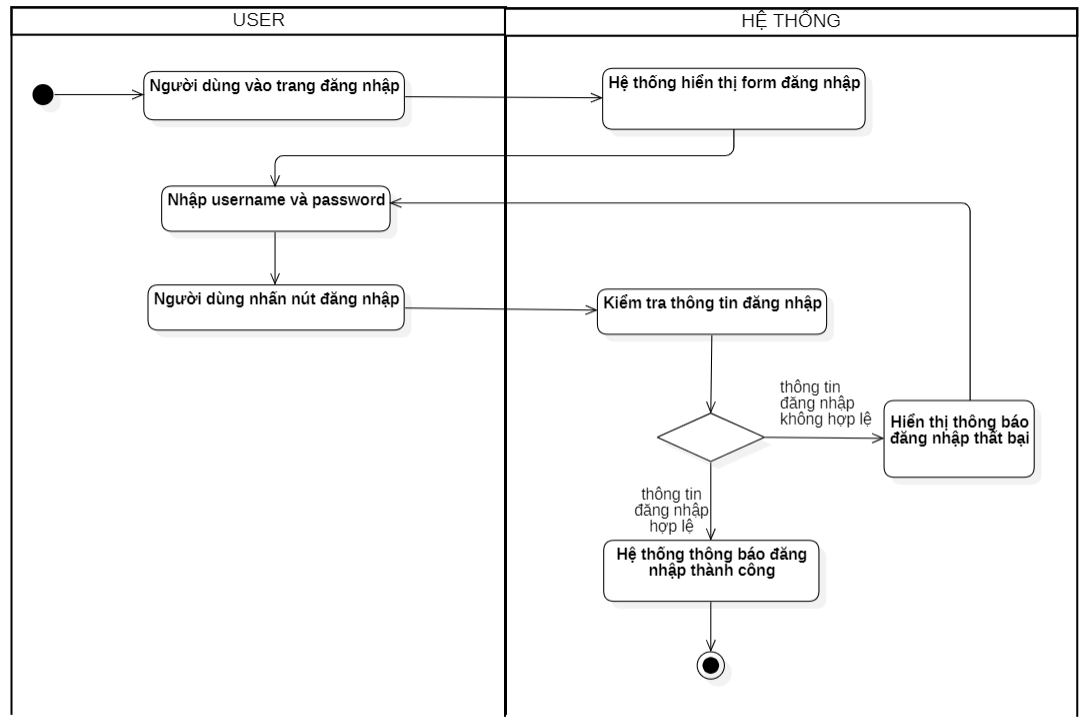 USER
HỆ THỐNG
Người dùng vào trang đăng nhập
Hệ thống hiển thị form đăng nhập
Nhập username và password
Người dùng nhấn nút đăng nhập
Kiểm tra thông tin đăng nhập
thông tin
đăng nhập
không hợp lệ
Hiển thị thông báo
đăng nhập thất bại
thông tin
đăng nhập
hợp lệ
Hệ thống thông báo đăng
nhập thành công